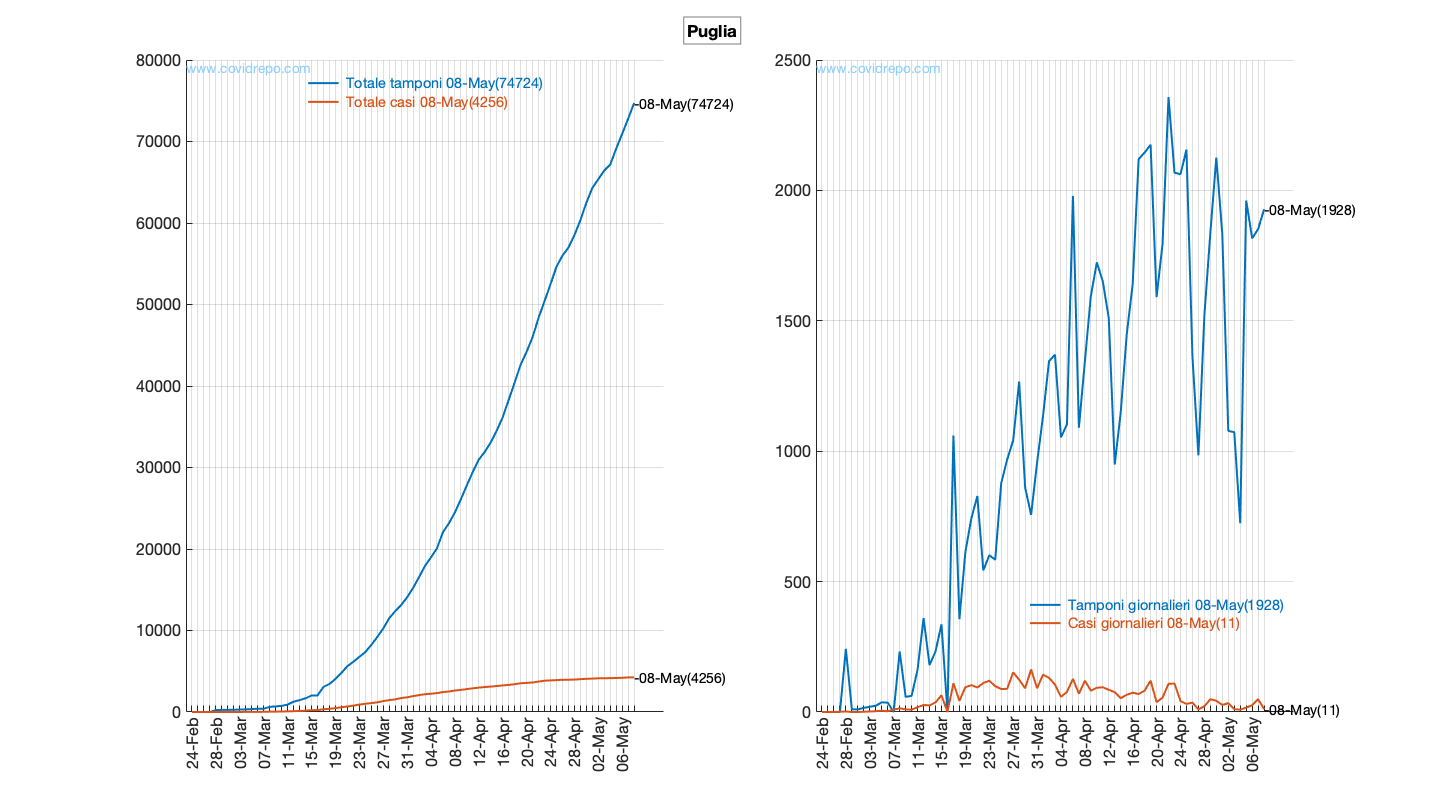 Puglia
www.covidrepo.com
Totale tamponi 08-May(74724)
Totale casi 08-May(4256)
80000
70000
60000
50000
40000
30000
20000
10000
0
08-May(74724)
08-May(4256)
24-Feb
28-Feb
03-Mar
07-Mar
11-Mar
15-Mar
19-Mar
23-Mar
27-Mar
31-Mar
04-Apr
08-Apr
12-Apr
16-Apr
20-Apr
24-Apr
28-Apr
02-May
06-May
www.covidrepo.com
2500
2000
1500
1000
500
0
08-May(1928)
Tamponi giornalieri 08-May(1928)
Casi giornalieri 08-May(11)
08-May(11)
24-Feb
28-Feb
03-Mar
07-Mar
11-Mar
15-Mar
19-Mar
23-Mar
27-Mar
31-Mar
04-Apr
08-Apr
12-Apr
16-Apr
20-Apr
24-Apr
28-Apr
02-May
06-May